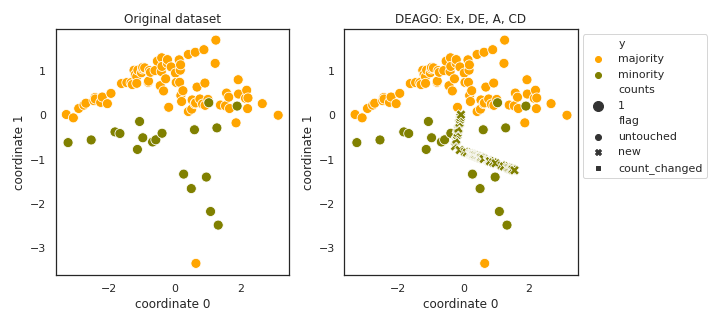 Original dataset
DEAGO: Ex, DE, A, CD
coordinate 1
1
0
−1
−2
−3
−2
0
2
coordinate 0
coordinate 1
1
0
−1
−2
−3
−2
0
2
coordinate 0
y
majority
minority
counts
1
flag
untouched
new
count_changed